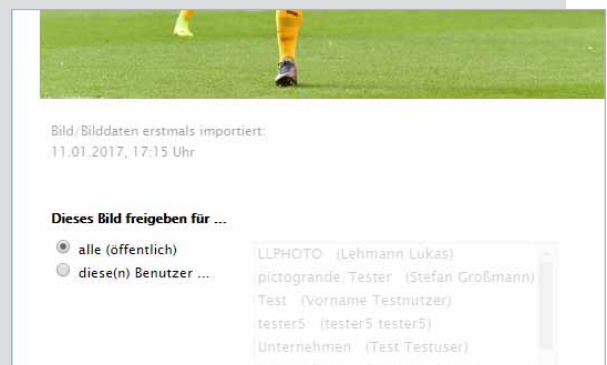 Bild/Bilddaten erstmals importiert:
11.01.2017, 17:15 Uhr
Dieses Bild freigeben für ...
alle (öffentlich)
diese(n) Benutzer ...
LLPHOTO (Lehmann Lukas)
pictogrande/Tester (Stefan Großmann)
Test (Vorname Testnutzer)
tester5 (tester5 tester5)
Unternehmen (Test Testuser)